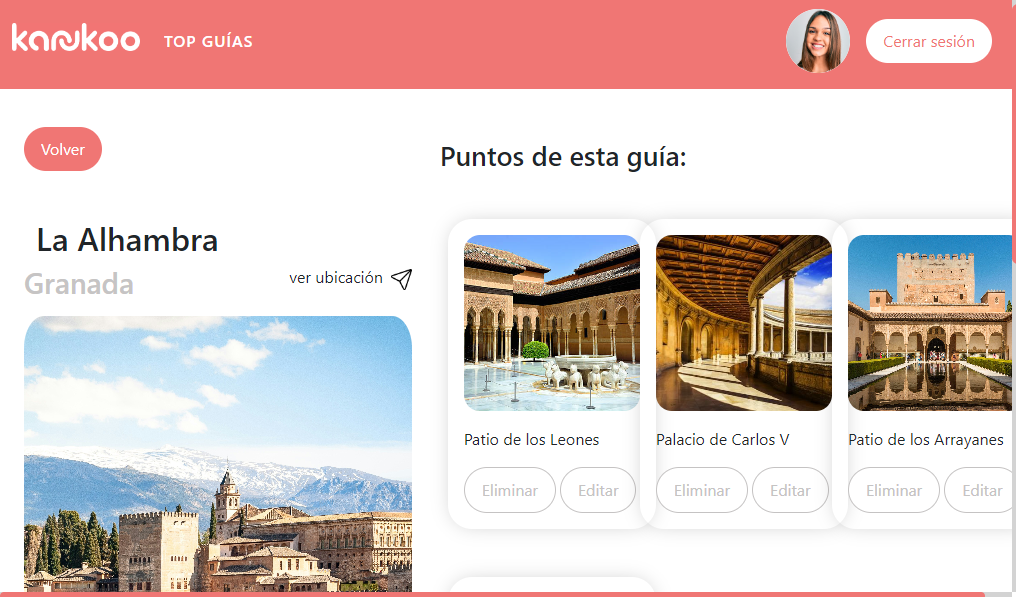 kanukoo TOP GUÍAS
Cerrar sesión
Volver
Puntos de esta guía:
La Alhambra
Granada
ver ubicación
Patio de los Leones
Palacio de Carlos V
Patio de los Arrayanes
Eliminar Editar
Eliminar Editar
Eliminar Editar